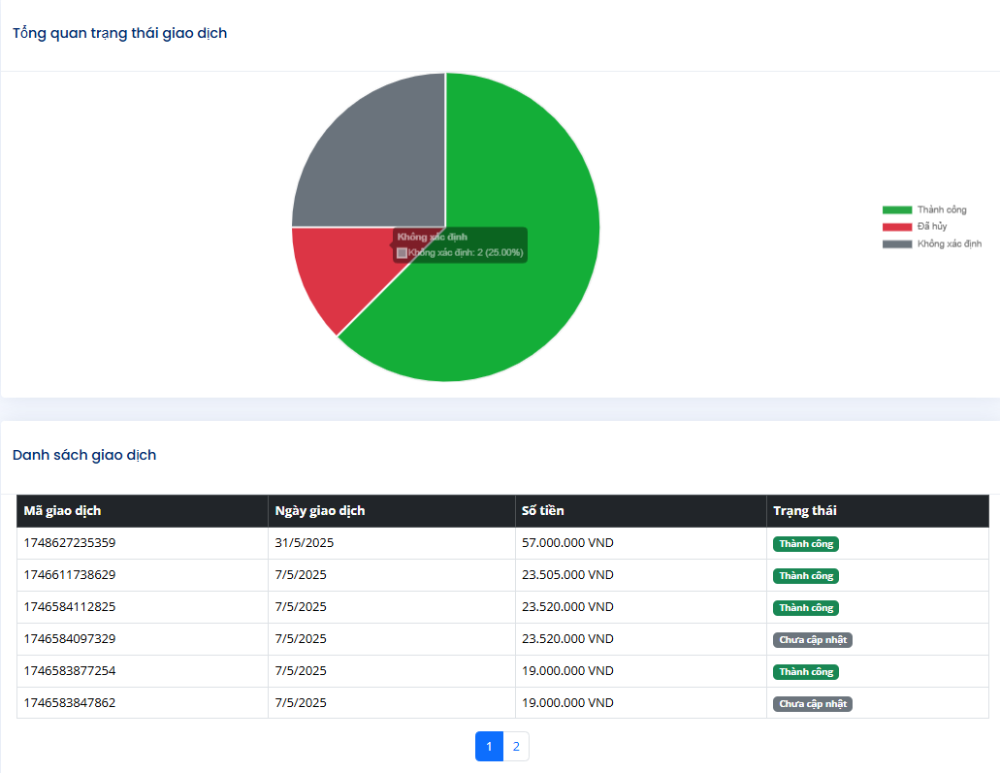 Tổng quan trạng thái giao dịch
Thành công
Đã hủy
Không xác định
Không xác định
Không xác định: 2 (25.00%)
Danh sách giao dịch
Mã giao dịch Ngày giao dịch Số tiền Trạng thái
1748627235359 31/5/2025 57.000.000 VND Thành công
1746611738629 7/5/2025 23.505.000 VND Thành công
1746584112825 7/5/2025 23.520.000 VND Thành công
1746584097329 7/5/2025 23.520.000 VND Chưa cập nhật
1746583877254 7/5/2025 19.000.000 VND Thành công
1746583847862 7/5/2025 19.000.000 VND Chưa cập nhật
1 2